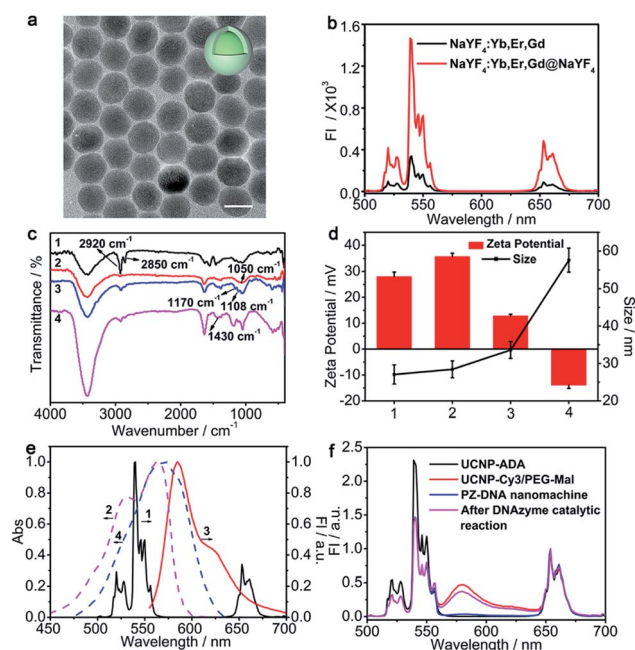 a
b
1.6
1.2
0.8
0.4
0.0
FI / X10³
NaYF₄:Yb,Er,Gd
NaYF₄:Yb,Er,Gd@NaYF₄
500 550 600 650 700
Wavelength / nm
c
Transmittance / %
1
2
3
4
2920 cm⁻¹
2850 cm⁻¹
1050 cm⁻¹
1170 cm⁻¹
1108 cm⁻¹
1430 cm⁻¹
4000 3000 2000 1000
Wavenumber / cm⁻¹
d
Zeta Potential / mV
40
30
20
10
0
-10
-20
Zeta Potential
Size
60
50
40
30
20
Size / nm
1 2 3 4
e
Abs
1.0
0.8
0.6
0.4
0.2
0.0
2
4
1
3
1.0
0.8
0.6
0.4
0.2
0.0
FI / a.u.
450 500 550 600 650 700
Wavelength / nm
f
FI / a.u.
2.5
2.0
1.5
1.0
0.5
0.0
UCNP-ADA
UCNP-Cy3/PEG-Mal
PZ-DNA nanomachine
After DNAzyme catalytic
reaction
500 550 600 650 700
Wavelength / nm